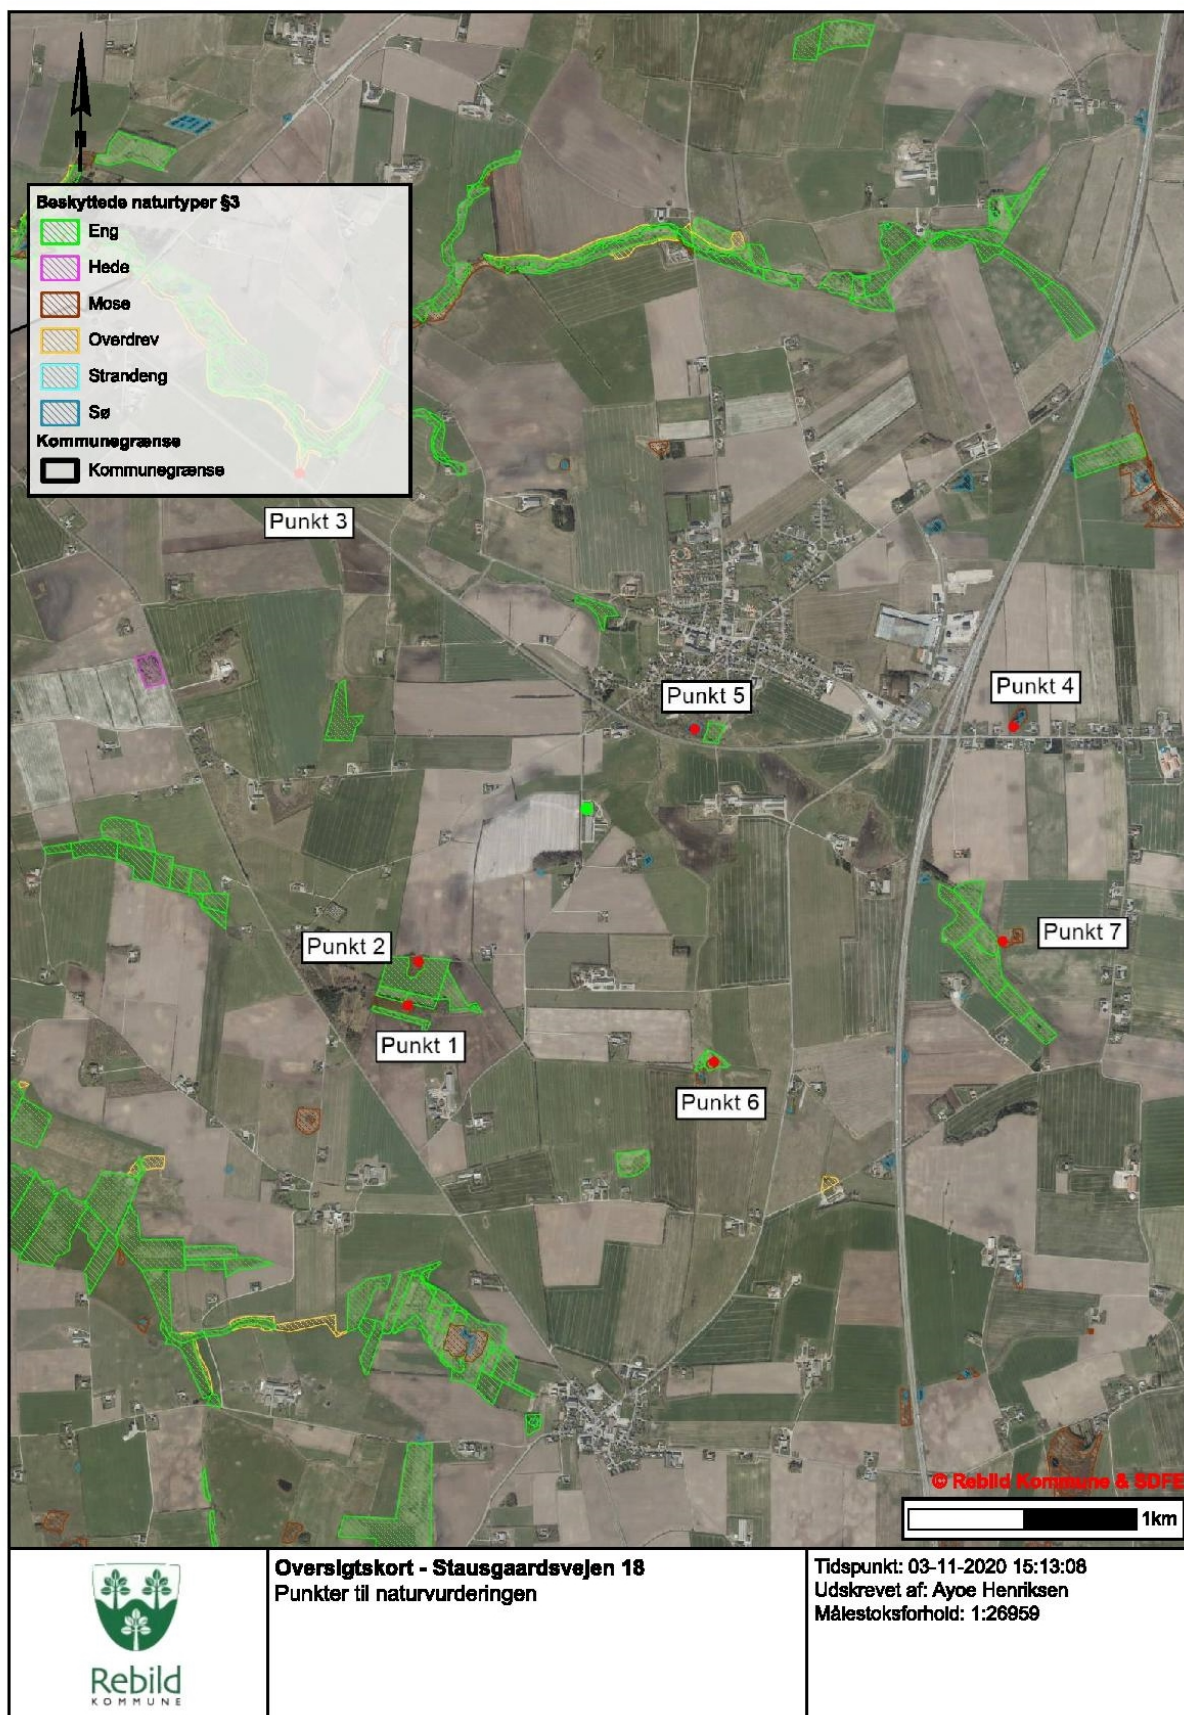 Beskyttede naturtyper §3
Eng
Hede
Mose
Overdrev
Strandeng
Sø
Kommunegrænse
Kommunegrænse
Punkt 3
Punkt 5
Punkt 4
Punkt 2
Punkt 7
Punkt 1
Punkt 6
© Rebild Kommune & SDFE
1km
Rebild
KOMMUNE
Oversigtskort - Stausgaardsvejen 18
Punkter til naturvurderingen
Tidspunkt: 03-11-2020 15:13:08
Udskrevet af: Ayoe Henriksen
Målestoksforhold: 1:26959